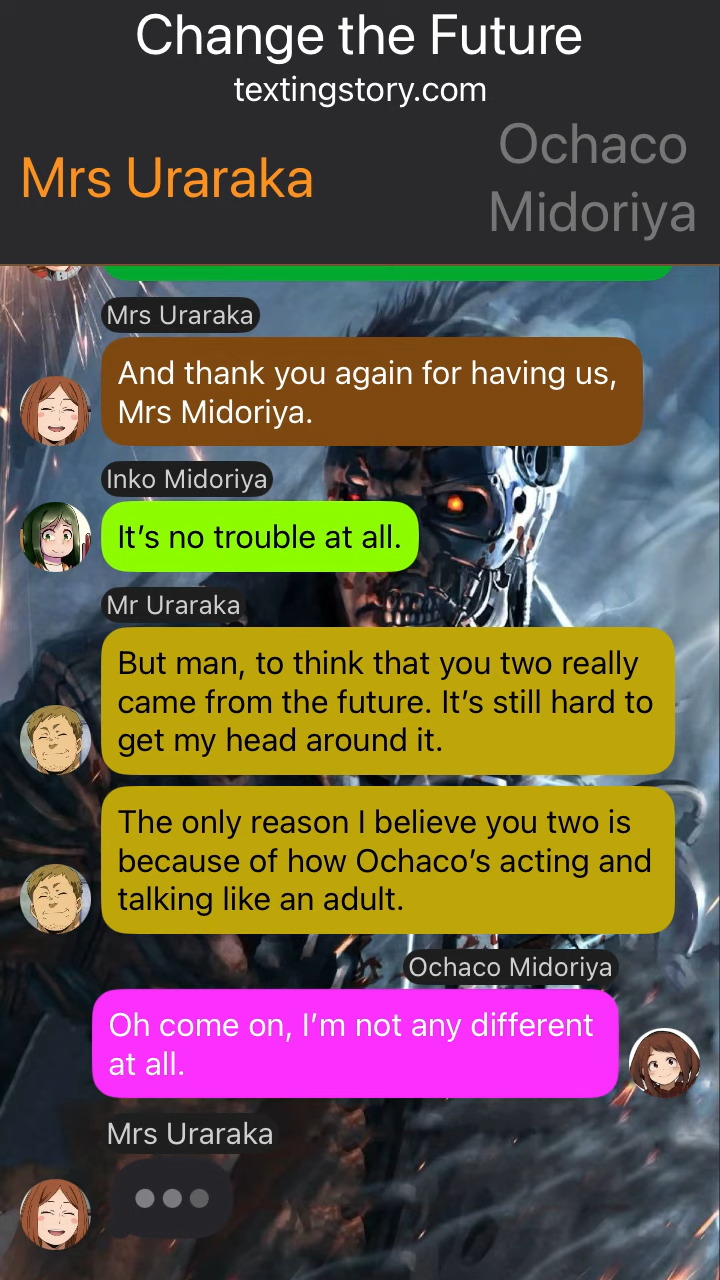 Change the Future
textingstory.com
Mrs Uraraka
Ochaco
Midoriya
Mrs Uraraka
And thank you again for having us,
Mrs Midoriya.
Inko Midoriya
It’s no trouble at all.
Mr Uraraka
But man, to think that you two really
came from the future. It’s still hard to
get my head around it.
The only reason I believe you two is
because of how Ochaco’s acting and
talking like an adult.
Ochaco Midoriya
Oh come on, I’m not any different
at all.
Mrs Uraraka